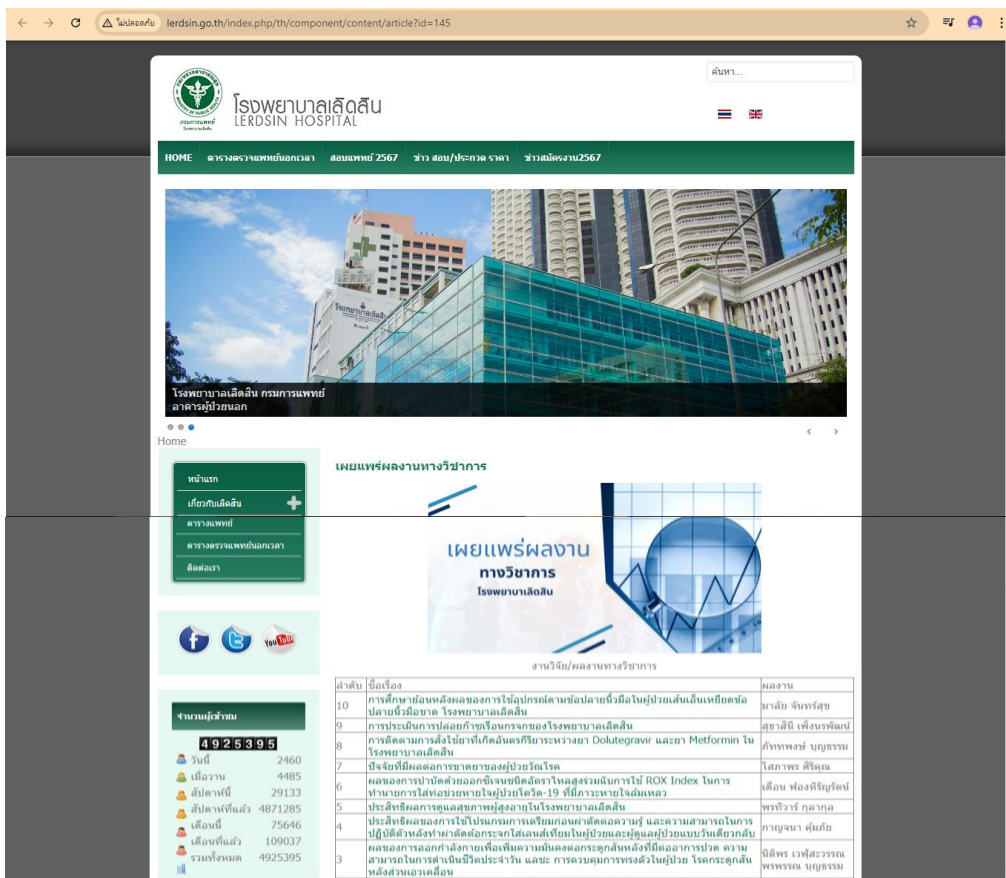 ไม่ปลอดภัย lerdsin.go.th/index.php/th/component/content/article?id=145
ค้นหา...
กรมการแพทย์
โรงพยาบาลเลิดสิน
LERDSIN HOSPITAL
HOME ตารางตรวจแพทย์นอกเวลา สอนแพทย์ 2567 ข่าว สอบ/ประกวด ราคา ข่าวสมัครงาน2567
โรงพยาบาลเลิดสิน กรมการแพทย์
อาคารผู้ป่วยนอก
Home
หน้าแรก
เกี่ยวกับเลิดสิน
ตารางแพทย์
ตารางตรวจแพทย์นอกเวลา
ติดต่อเรา
You Tube
จำนวนผู้เข้าชม
4925395
วันนี้ 2460
เมื่อวาน 4485
สัปดาห์นี้ 29133
สัปดาห์ที่แล้ว 4871285
เดือนนี้ 75646
เดือนที่แล้ว 109037
รวมทั้งหมด 4925395
เผยแพร่ผลงานทางวิชาการ
เผยแพร่ผลงาน
ทางวิชาการ
โรงพยาบาลเลิดสิน
งานวิจัย/ผลงานทางวิชาการ
ลำดับ ชื่อเรื่อง ผลงาน
10 การศึกษาย้อนหลังผลของการใช้อุปกรณ์ดามข้อปลายนิ้วมือในผู้ป่วยเส้นเอ็นเหยียดข้อ
ปลายนิ้วมือขาด โรงพยาบาลเลิดสิน มาลัย จันทร์สุข
9 การประเมินการปล่อยก๊าซเรือนกระจกของโรงพยาบาลเลิดสิน สุธาสินี เพ็งนรพัฒน์
8 การติดตามการสั่งใช้ยาที่เกิดอันตรกิริยาระหว่างยา Dolutegravir และยา Metformin ใน
โรงพยาบาลเลิดสิน ภัททพงษ์ บุญธรรม
7 ปัจจัยที่มีผลต่อการขาดยาของผู้ป่วยวัณโรค โสภาพร ศิริคุณ
6 ผลของการบำบัดด้วยออกซิเจนชนิดอัตราไหลสูงร่วมกับการใช้ ROX Index ในการ
ทำนายการใส่ท่อช่วยหายใจผู้ป่วยโควิด-19 ที่มีภาวะหายใจล้มเหลว เตือน ฟองหิรัญรัตน์
5 ประสิทธิผลการดูแลสุขภาพผู้สูงอายุในโรงพยาบาลเลิดสิน พรทิวาร์ กุลากุล
4 ประสิทธิผลของการใช้โปรแกรมการเตรียมก่อนผ่าตัดต่อความรู้ และความสามารถในการ
ปฏิบัติตัวหลังทำผ่าตัดต้อกระจกใส่เลนส์เทียมในผู้ป่วยและผู้ดูแลผู้ป่วยแบบวันเดียวกลับ กาญจนา คุ้มภัย
3 ผลของการออกกำลังกายเพื่อเพิ่มความมั่นคงต่อกระดูกสันหลังที่มีต่ออาการปวด ความ
สามารถในการดำเนินชีวิตประจำวัน และ การควบคุมการทรงตัวในผู้ป่วย โรคกระดูกสัน
หลังส่วนเอวเคลื่อน นิติพร เวฬุสะวรรณ
พรพรรณ บุญธรรม